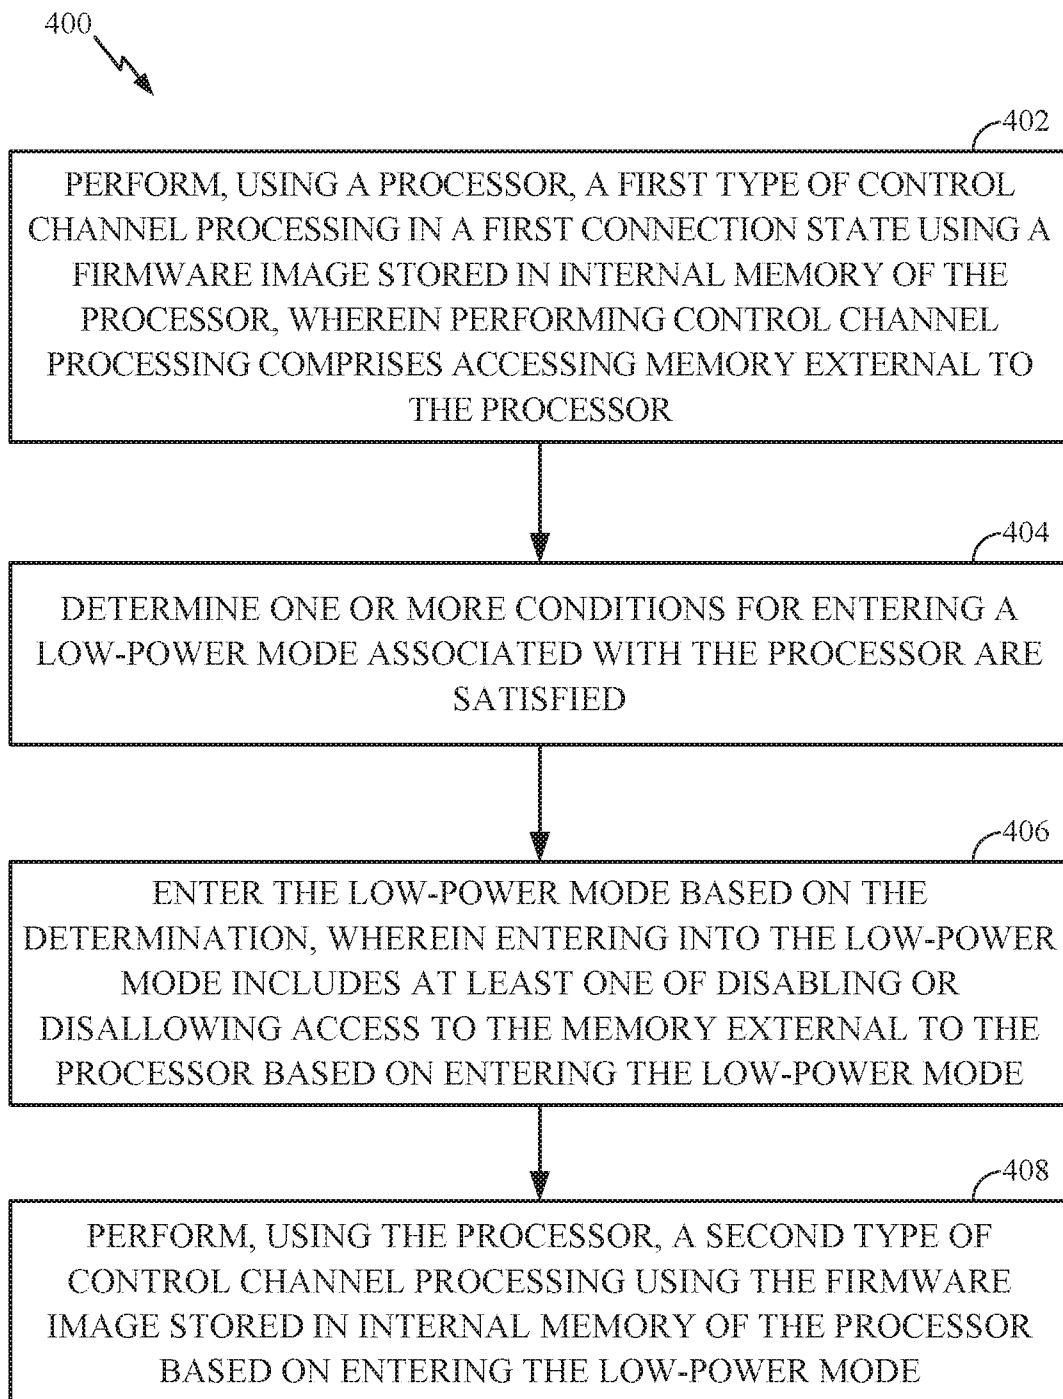 400
402
PERFORM, USING A PROCESSOR, A FIRST TYPE OF CONTROL
CHANNEL PROCESSING IN A FIRST CONNECTION STATE USING A
FIRMWARE IMAGE STORED IN INTERNAL MEMORY OF THE
PROCESSOR, WHEREIN PERFORMING CONTROL CHANNEL
PROCESSING COMPRISES ACCESSING MEMORY EXTERNAL TO
THE PROCESSOR
404
DETERMINE ONE OR MORE CONDITIONS FOR ENTERING A
LOW-POWER MODE ASSOCIATED WITH THE PROCESSOR ARE
SATISFIED
406
ENTER THE LOW-POWER MODE BASED ON THE
DETERMINATION, WHEREIN ENTERING INTO THE LOW-POWER
MODE INCLUDES AT LEAST ONE OF DISABLING OR
DISALLOWING ACCESS TO THE MEMORY EXTERNAL TO THE
PROCESSOR BASED ON ENTERING THE LOW-POWER MODE
408
PERFORM, USING THE PROCESSOR, A SECOND TYPE OF
CONTROL CHANNEL PROCESSING USING THE FIRMWARE
IMAGE STORED IN INTERNAL MEMORY OF THE PROCESSOR
BASED ON ENTERING THE LOW-POWER MODE